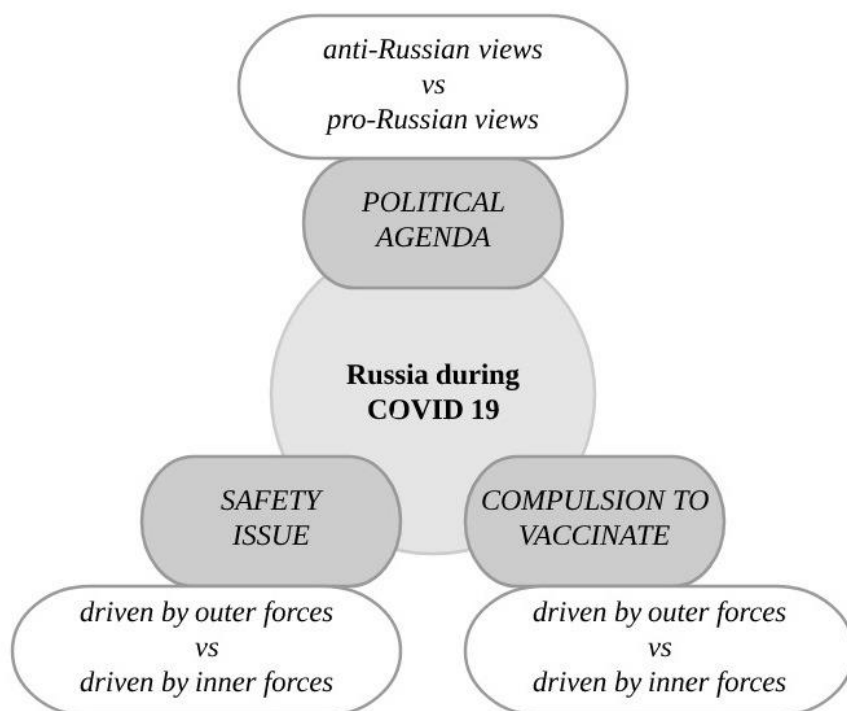 anti-Russian views
vs
pro-Russian views
POLITICAL
AGENDA
Russia during
COVID 19
SAFETY
ISSUE
COMPULSION TO
VACCINATE
driven by outer forces
vs
driven by inner forces
driven by outer forces
vs
driven by inner forces